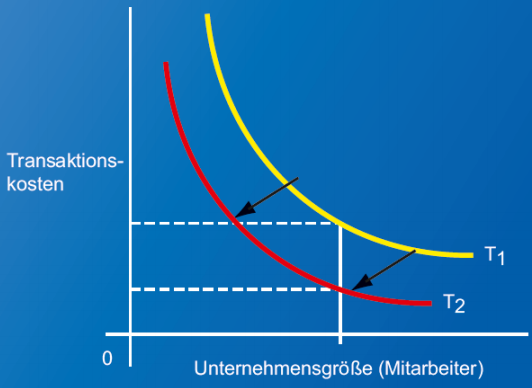 Transaktions-
kosten
T1
T2
0
Unternehmensgröße (Mitarbeiter)